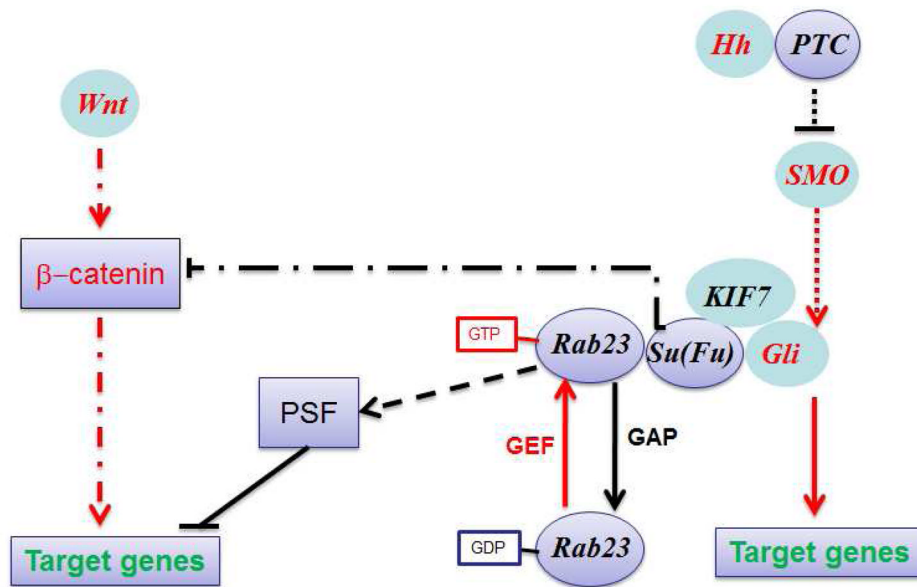 Hh
PTC
Wnt
SMO
β–catenin
KIF7
GTP
Rab23
Su(Fu)
Gli
PSF
GEF
GAP
Target genes
GDP
Rab23
Target genes